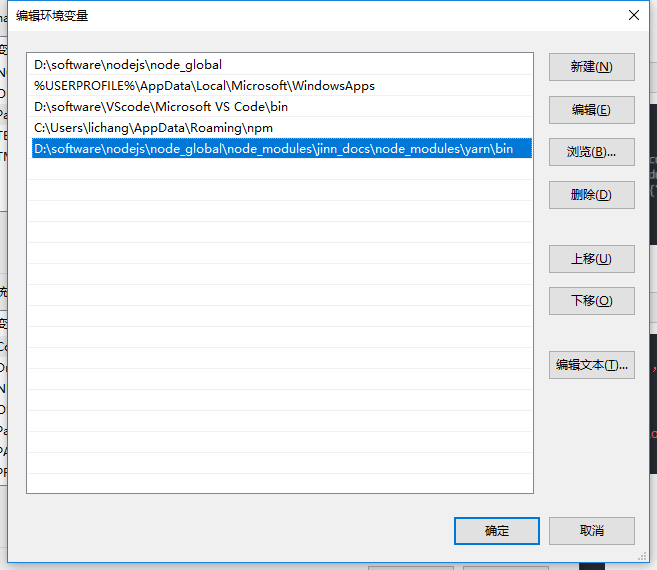 编辑环境变量
D:\software\nodejs\node_global
%USERPROFILE%\AppData\Local\Microsoft\WindowsApps
D:\software\VScode\Microsoft VS Code\bin
C:\Users\lichang\AppData\Roaming\npm
D:\software\nodejs\node_global\node_modules\jinn_docs\node_modules\yarn\bin
新建(N)
编辑(E)
浏览(B)...
删除(D)
上移(U)
下移(O)
编辑文本(T)...
确定
取消